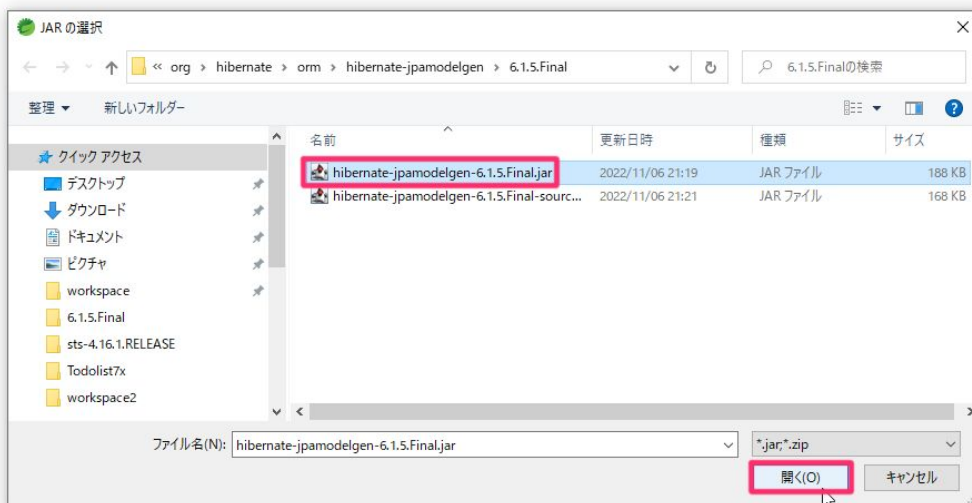 JAR の選択
« org › hibernate › orm › hibernate-jpamodelgen › 6.1.5.Final
6.1.5.Finalの検索
整理
新しいフォルダー
名前 更新日時 種類 サイズ
クイック アクセス
デスクトップ
ダウンロード
ドキュメント
ピクチャ
workspace
6.1.5.Final
sts-4.16.1.RELEASE
Todolist7x
workspace2
hibernate-jpamodelgen-6.1.5.Final.jar 2022/11/06 21:19 JAR ファイル 188 KB
hibernate-jpamodelgen-6.1.5.Final-sourc... 2022/11/06 21:21 JAR ファイル 168 KB
ファイル名(N): hibernate-jpamodelgen-6.1.5.Final.jar
*.jar;*.zip
開く(O) キャンセル